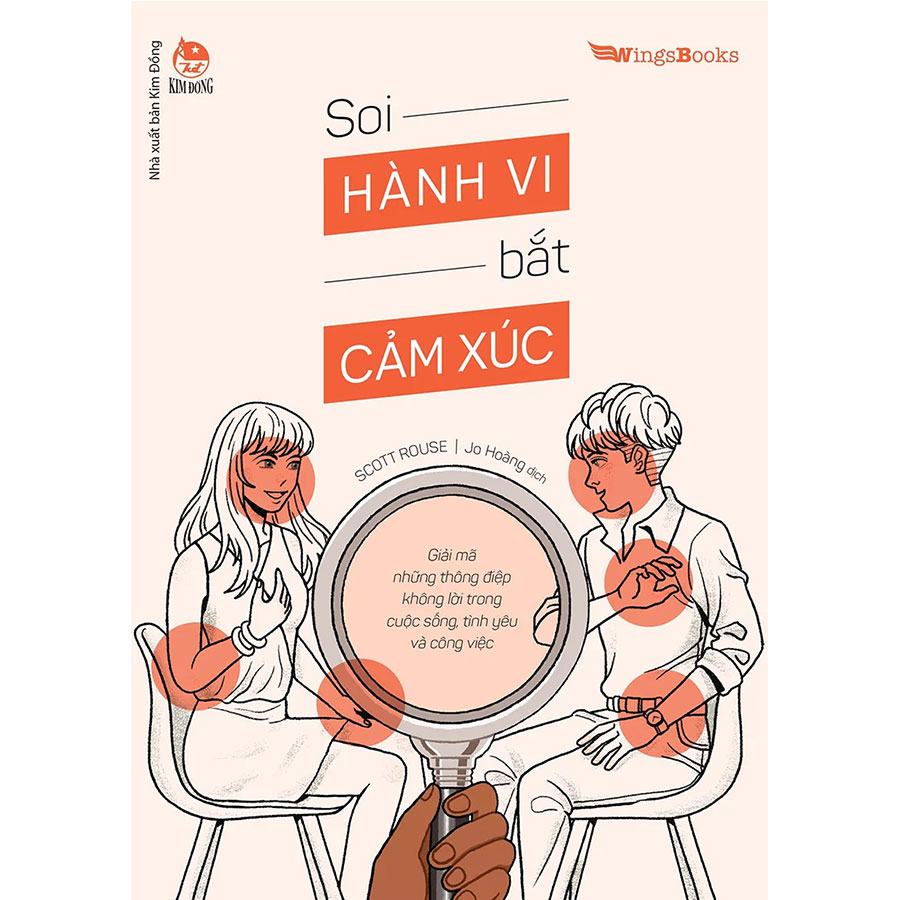 Nhà xuất bản Kim Đồng
KIM ĐỒNG
WingsBooks
Soi
HÀNH VI
bắt
CẢM XÚC
SCOTT ROUSE | Jo Hoàng dịch
Giải mã
những thông điệp
không lời trong
cuộc sống, tình yêu
và công việc